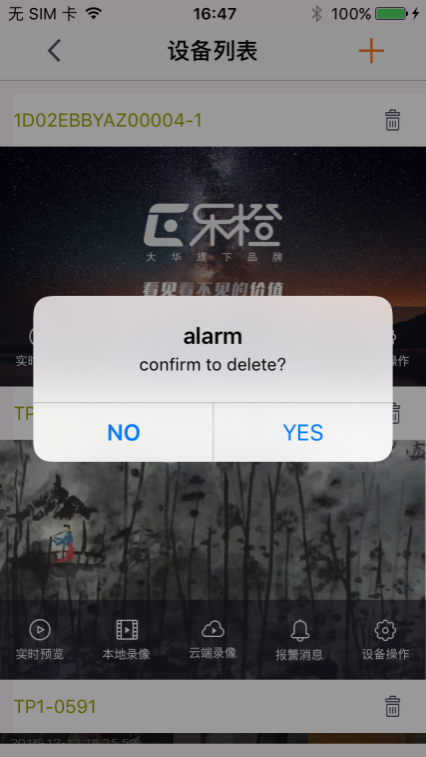 无 SIM 卡 16:47 100%
设备列表
1D02EBBYAZ00004-1
乐橙
大华旗下品牌
看见看不见的价值
alarm
confirm to delete?
NO YES
实时预览 本地录像 云端录像 报警消息 设备操作
TP1-0591